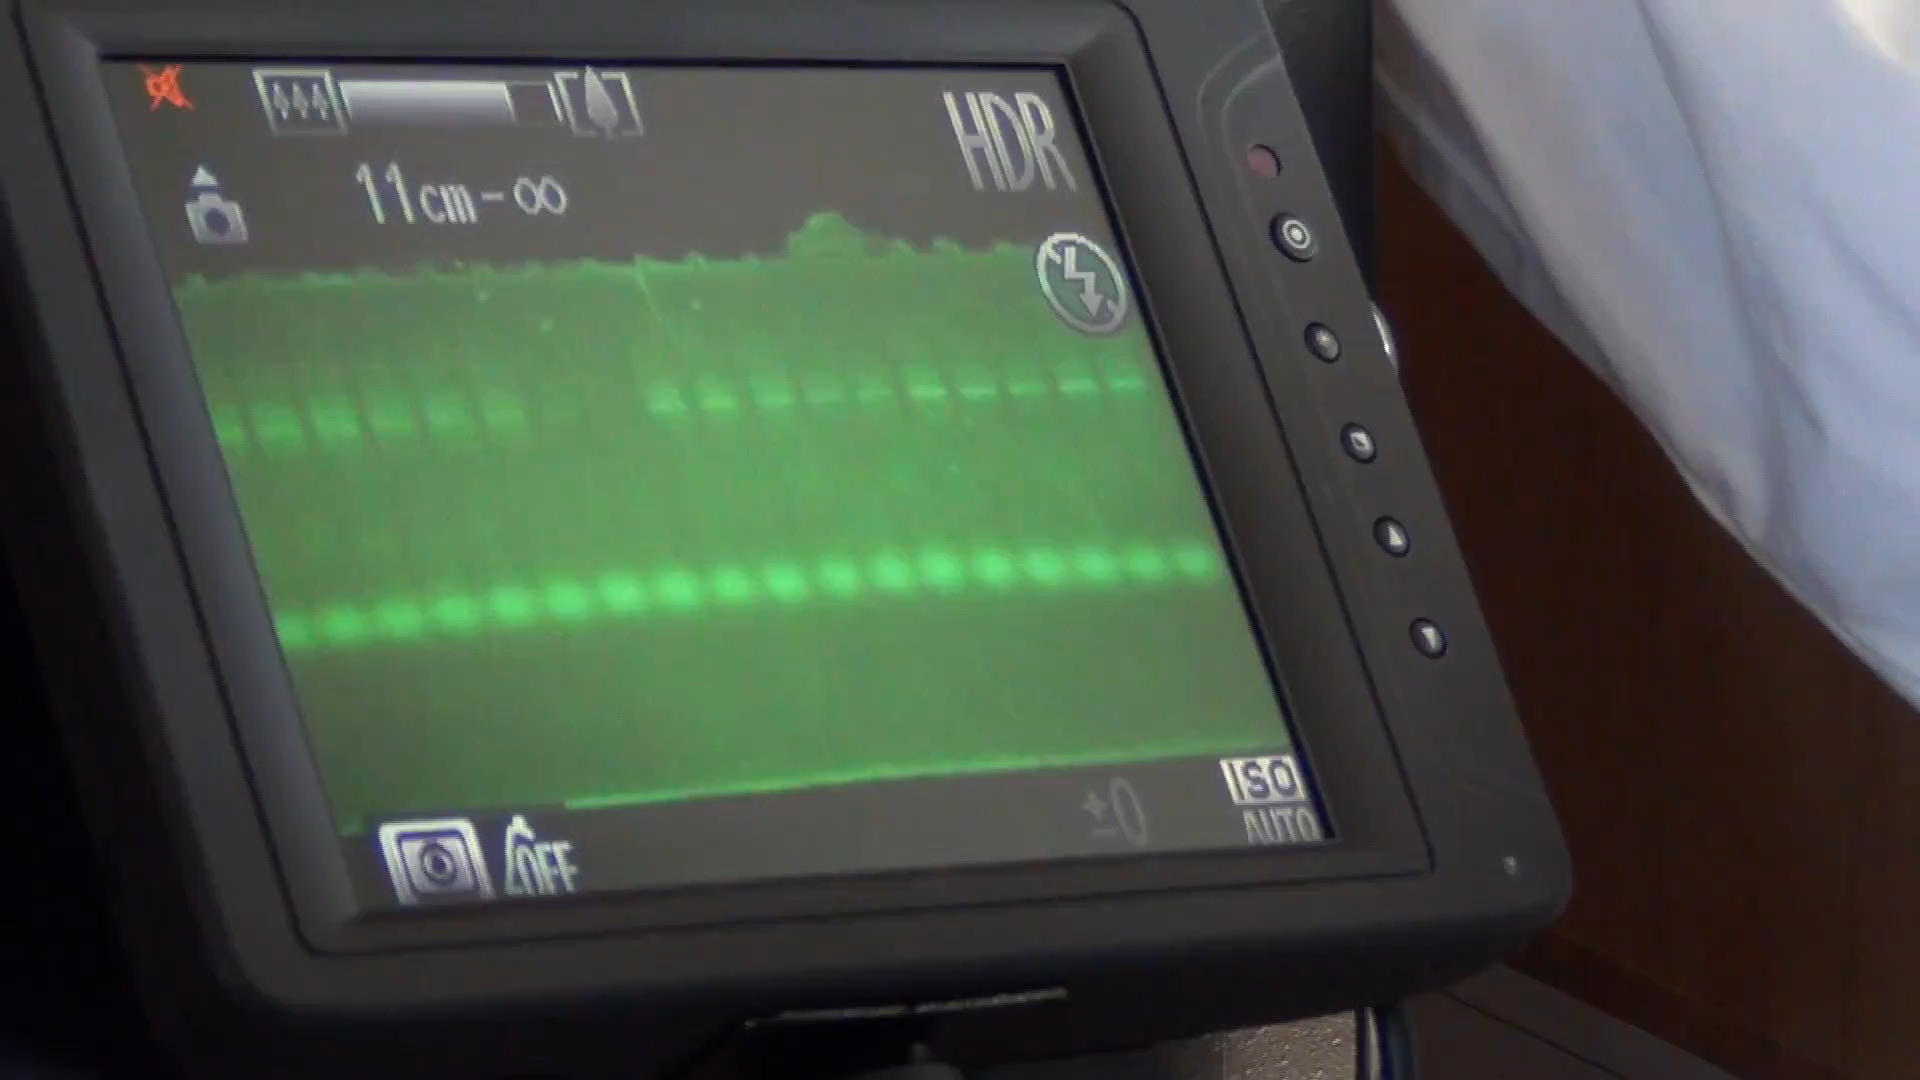 HDR
11cm-∞
±0
ISO
AUTO
OFF